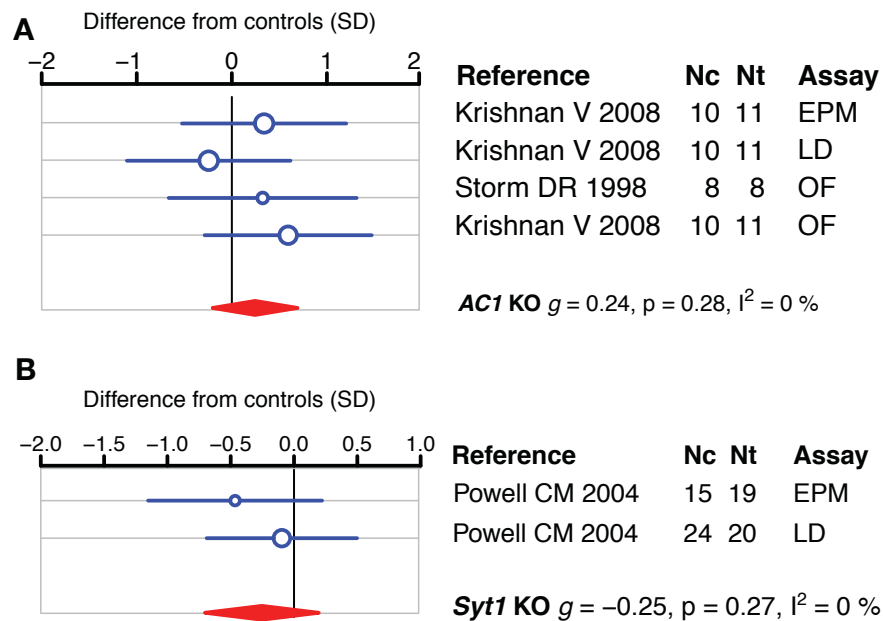 A
Difference from controls (SD)
−2 −1 0 1 2
Reference Nc Nt Assay
Krishnan V 2008 10 11 EPM
Krishnan V 2008 10 11 LD
Storm DR 1998 8 8 OF
Krishnan V 2008 10 11 OF
AC1 KO g = 0.24, p = 0.28, I² = 0 %
B
Difference from controls (SD)
−2.0 −1.5 −1.0 −0.5 0.0 0.5 1.0
Reference Nc Nt Assay
Powell CM 2004 15 19 EPM
Powell CM 2004 24 20 LD
Syt1 KO g = −0.25, p = 0.27, I² = 0 %